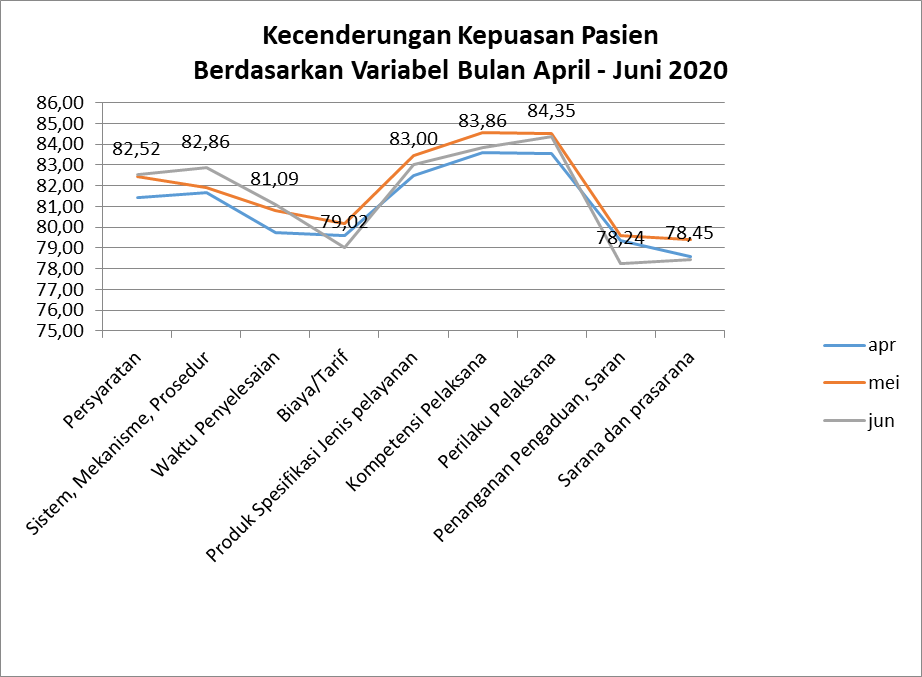 Kecenderungan Kepuasan Pasien
Berdasarkan Variabel Bulan April - Juni 2020
86,00
85,00
84,00
83,00
82,00
81,00
80,00
79,00
78,00
77,00
76,00
75,00
82,52
82,86
81,09
79,02
83,00
83,86
84,35
78,24
78,45
Persyaratan
Sistem, Mekanisme, Prosedur
Waktu Penyelesaian
Biaya/Tarif
Produk Spesifikasi Jenis pelayanan
Kompetensi Pelaksana
Perilaku Pelaksana
Penanganan Pengaduan, Saran
Sarana dan prasarana
apr
mei
jun